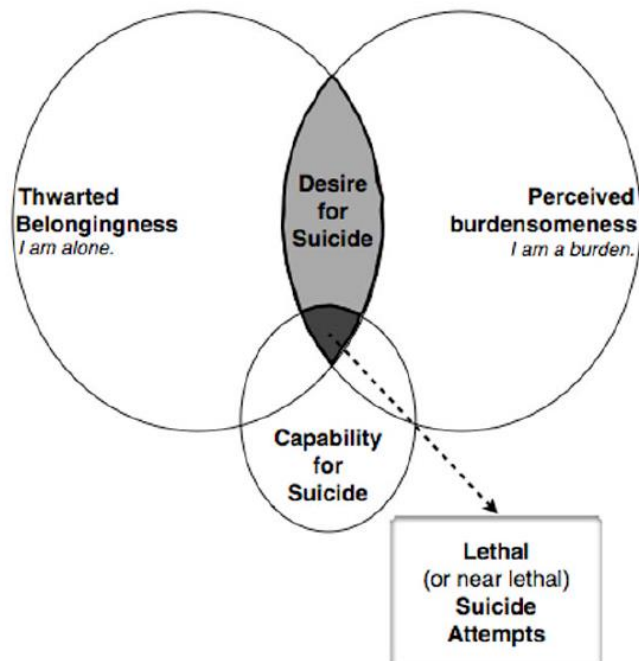 Thwarted
Belongingness
I am alone.
Desire
for
Suicide
Perceived
burdensomeness
I am a burden.
Capability
for
Suicide
Lethal
(or near lethal)
Suicide
Attempts